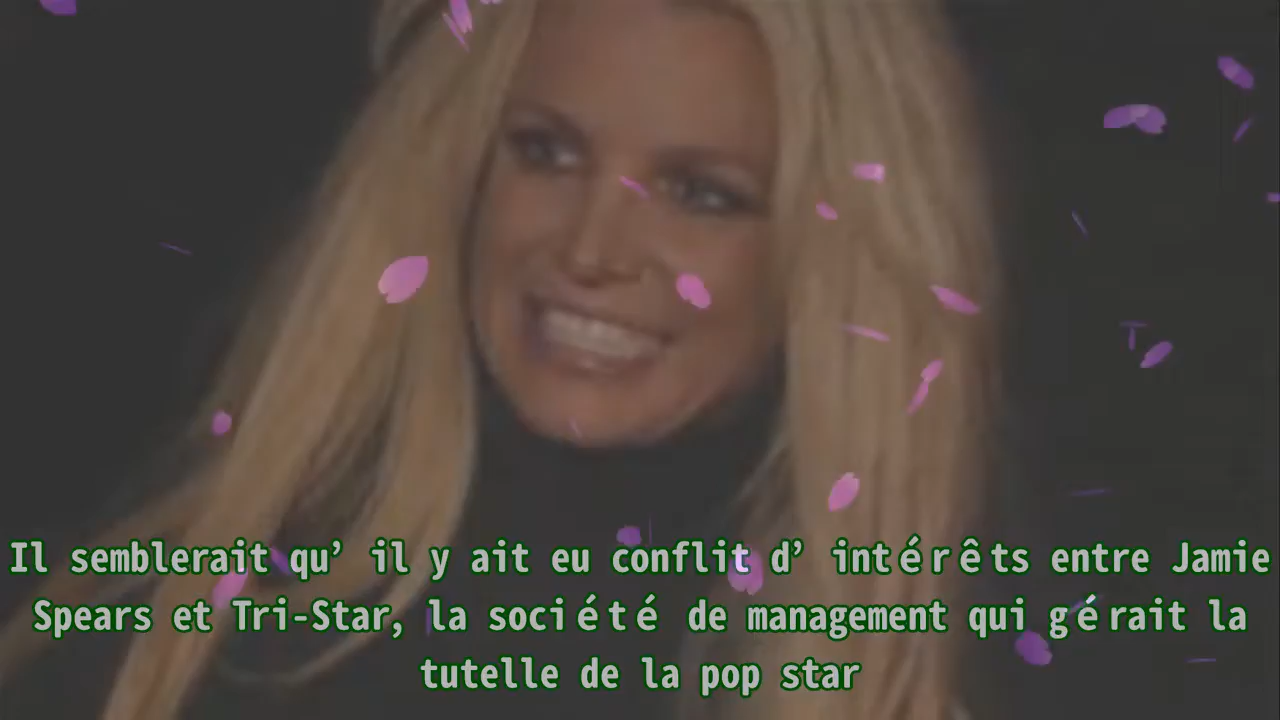 Il semblerait qu’ il y ait eu conflit d’ intérêts entre Jamie
Spears et Tri-Star, la société de management qui gérait la
tutelle de la pop star